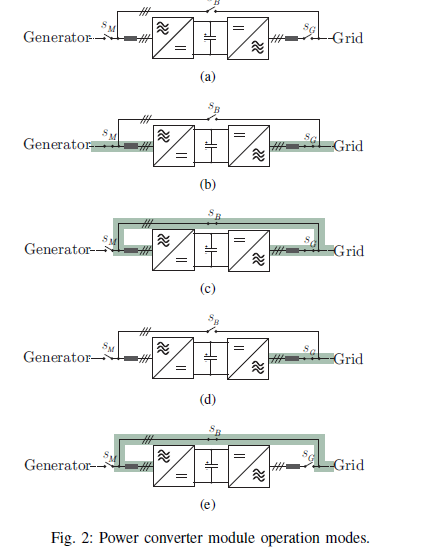 S_B
Generator S_M S_G Grid
(a)
S_B
Generator S_M S_G Grid
(b)
S_B
Generator S_M S_G Grid
(c)
S_B
Generator S_M S_G Grid
(d)
S_B
Generator S_M S_G Grid
(e)
Fig. 2: Power converter module operation modes.